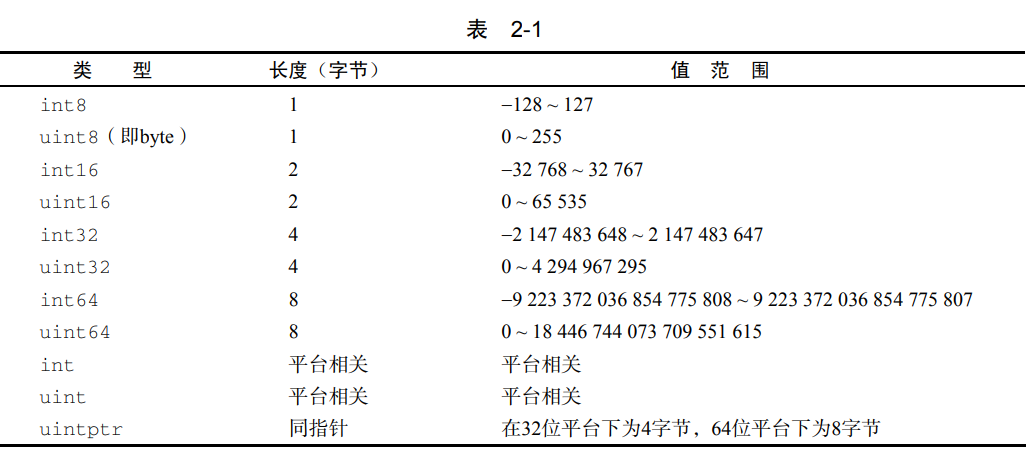 表 2-1
类 型 长度（字节） 值 范 围
int8 1 −128 ~ 127
uint8（即byte） 1 0 ~ 255
int16 2 −32 768 ~ 32 767
uint16 2 0 ~ 65 535
int32 4 −2 147 483 648 ~ 2 147 483 647
uint32 4 0 ~ 4 294 967 295
int64 8 −9 223 372 036 854 775 808 ~ 9 223 372 036 854 775 807
uint64 8 0 ~ 18 446 744 073 709 551 615
int 平台相关 平台相关
uint 平台相关 平台相关
uintptr 同指针 在32位平台下为4字节，64位平台下为8字节